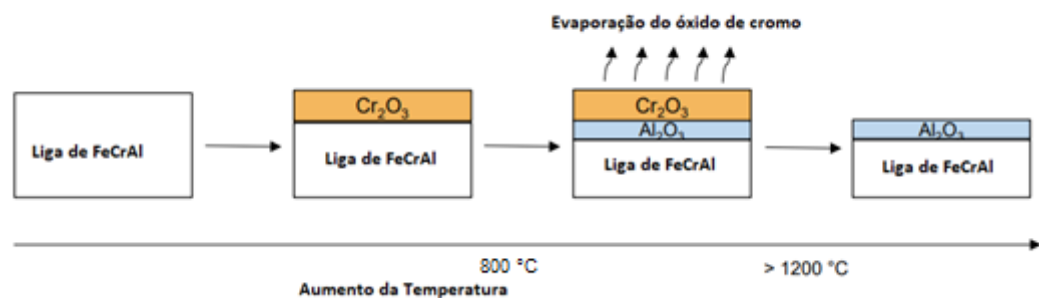 Evaporação do óxido de cromo
Liga de FeCrAl
Cr₂O₃
Liga de FeCrAl
Cr₂O₃
Al₂O₃
Liga de FeCrAl
Al₂O₃
Liga de FeCrAl
800 °C
> 1200 °C
Aumento da Temperatura